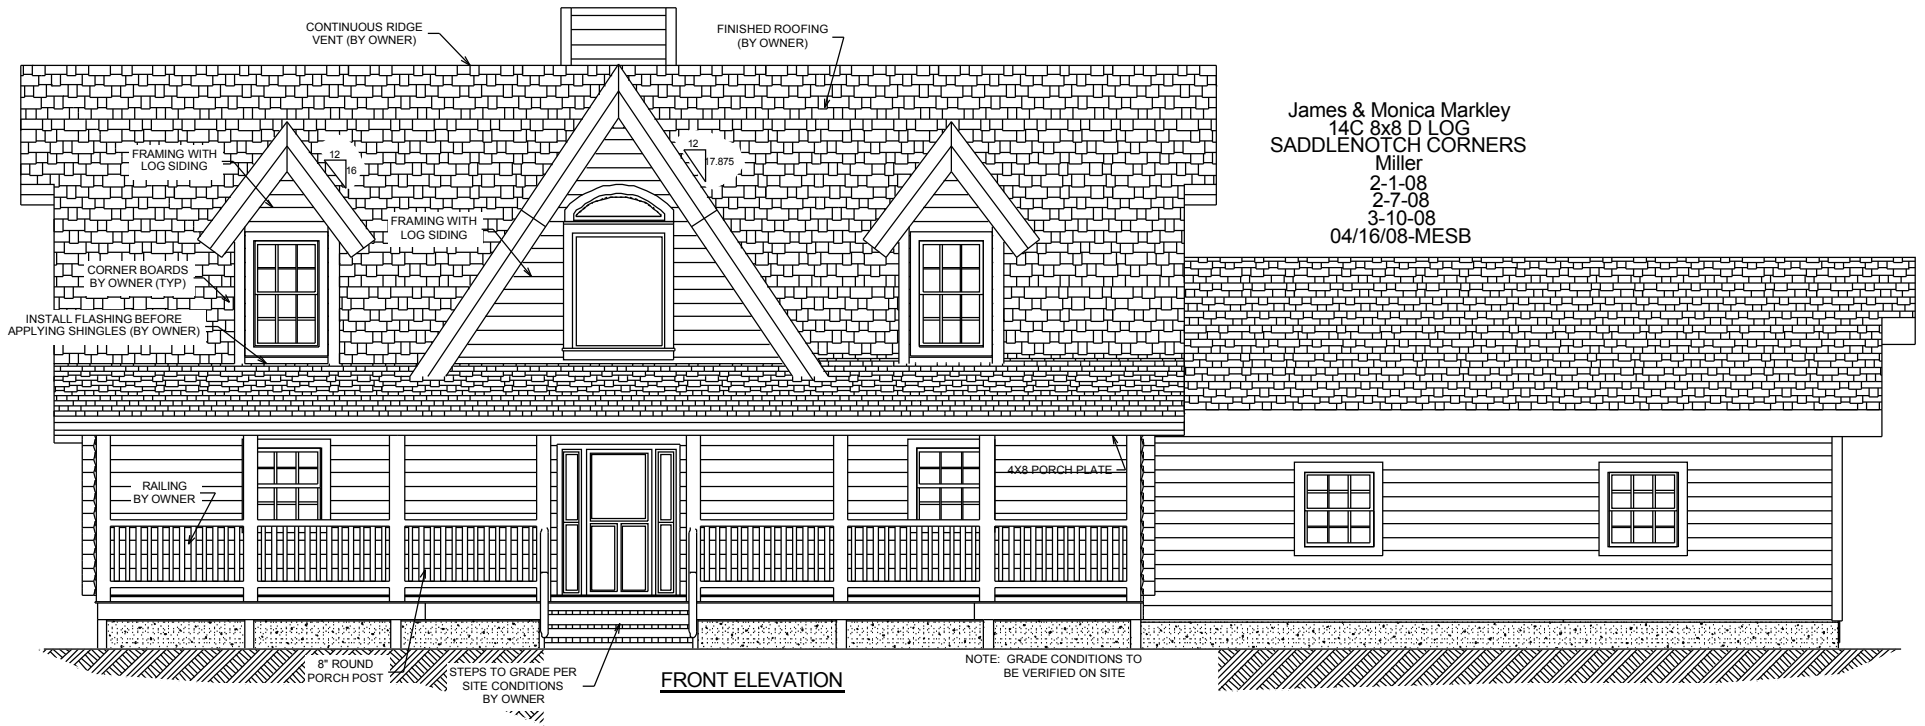 CONTINUOUS RIDGE
VENT (BY OWNER)
FINISHED ROOFING
(BY OWNER)
James & Monica Markley
14C 8x8 D LOG
SADDLENOTCH CORNERS
Miller
2-1-08
2-7-08
3-10-08
04/16/08-MESB
FRAMING WITH
LOG SIDING
12
16
12
17.875
FRAMING WITH
LOG SIDING
CORNER BOARDS
BY OWNER (TYP)
INSTALL FLASHING BEFORE
APPLYING SHINGLES (BY OWNER)
4X8 PORCH PLATE
RAILING
BY OWNER
8" ROUND
PORCH POST
STEPS TO GRADE PER
SITE CONDITIONS
BY OWNER
FRONT ELEVATION
NOTE: GRADE CONDITIONS TO
BE VERIFIED ON SITE